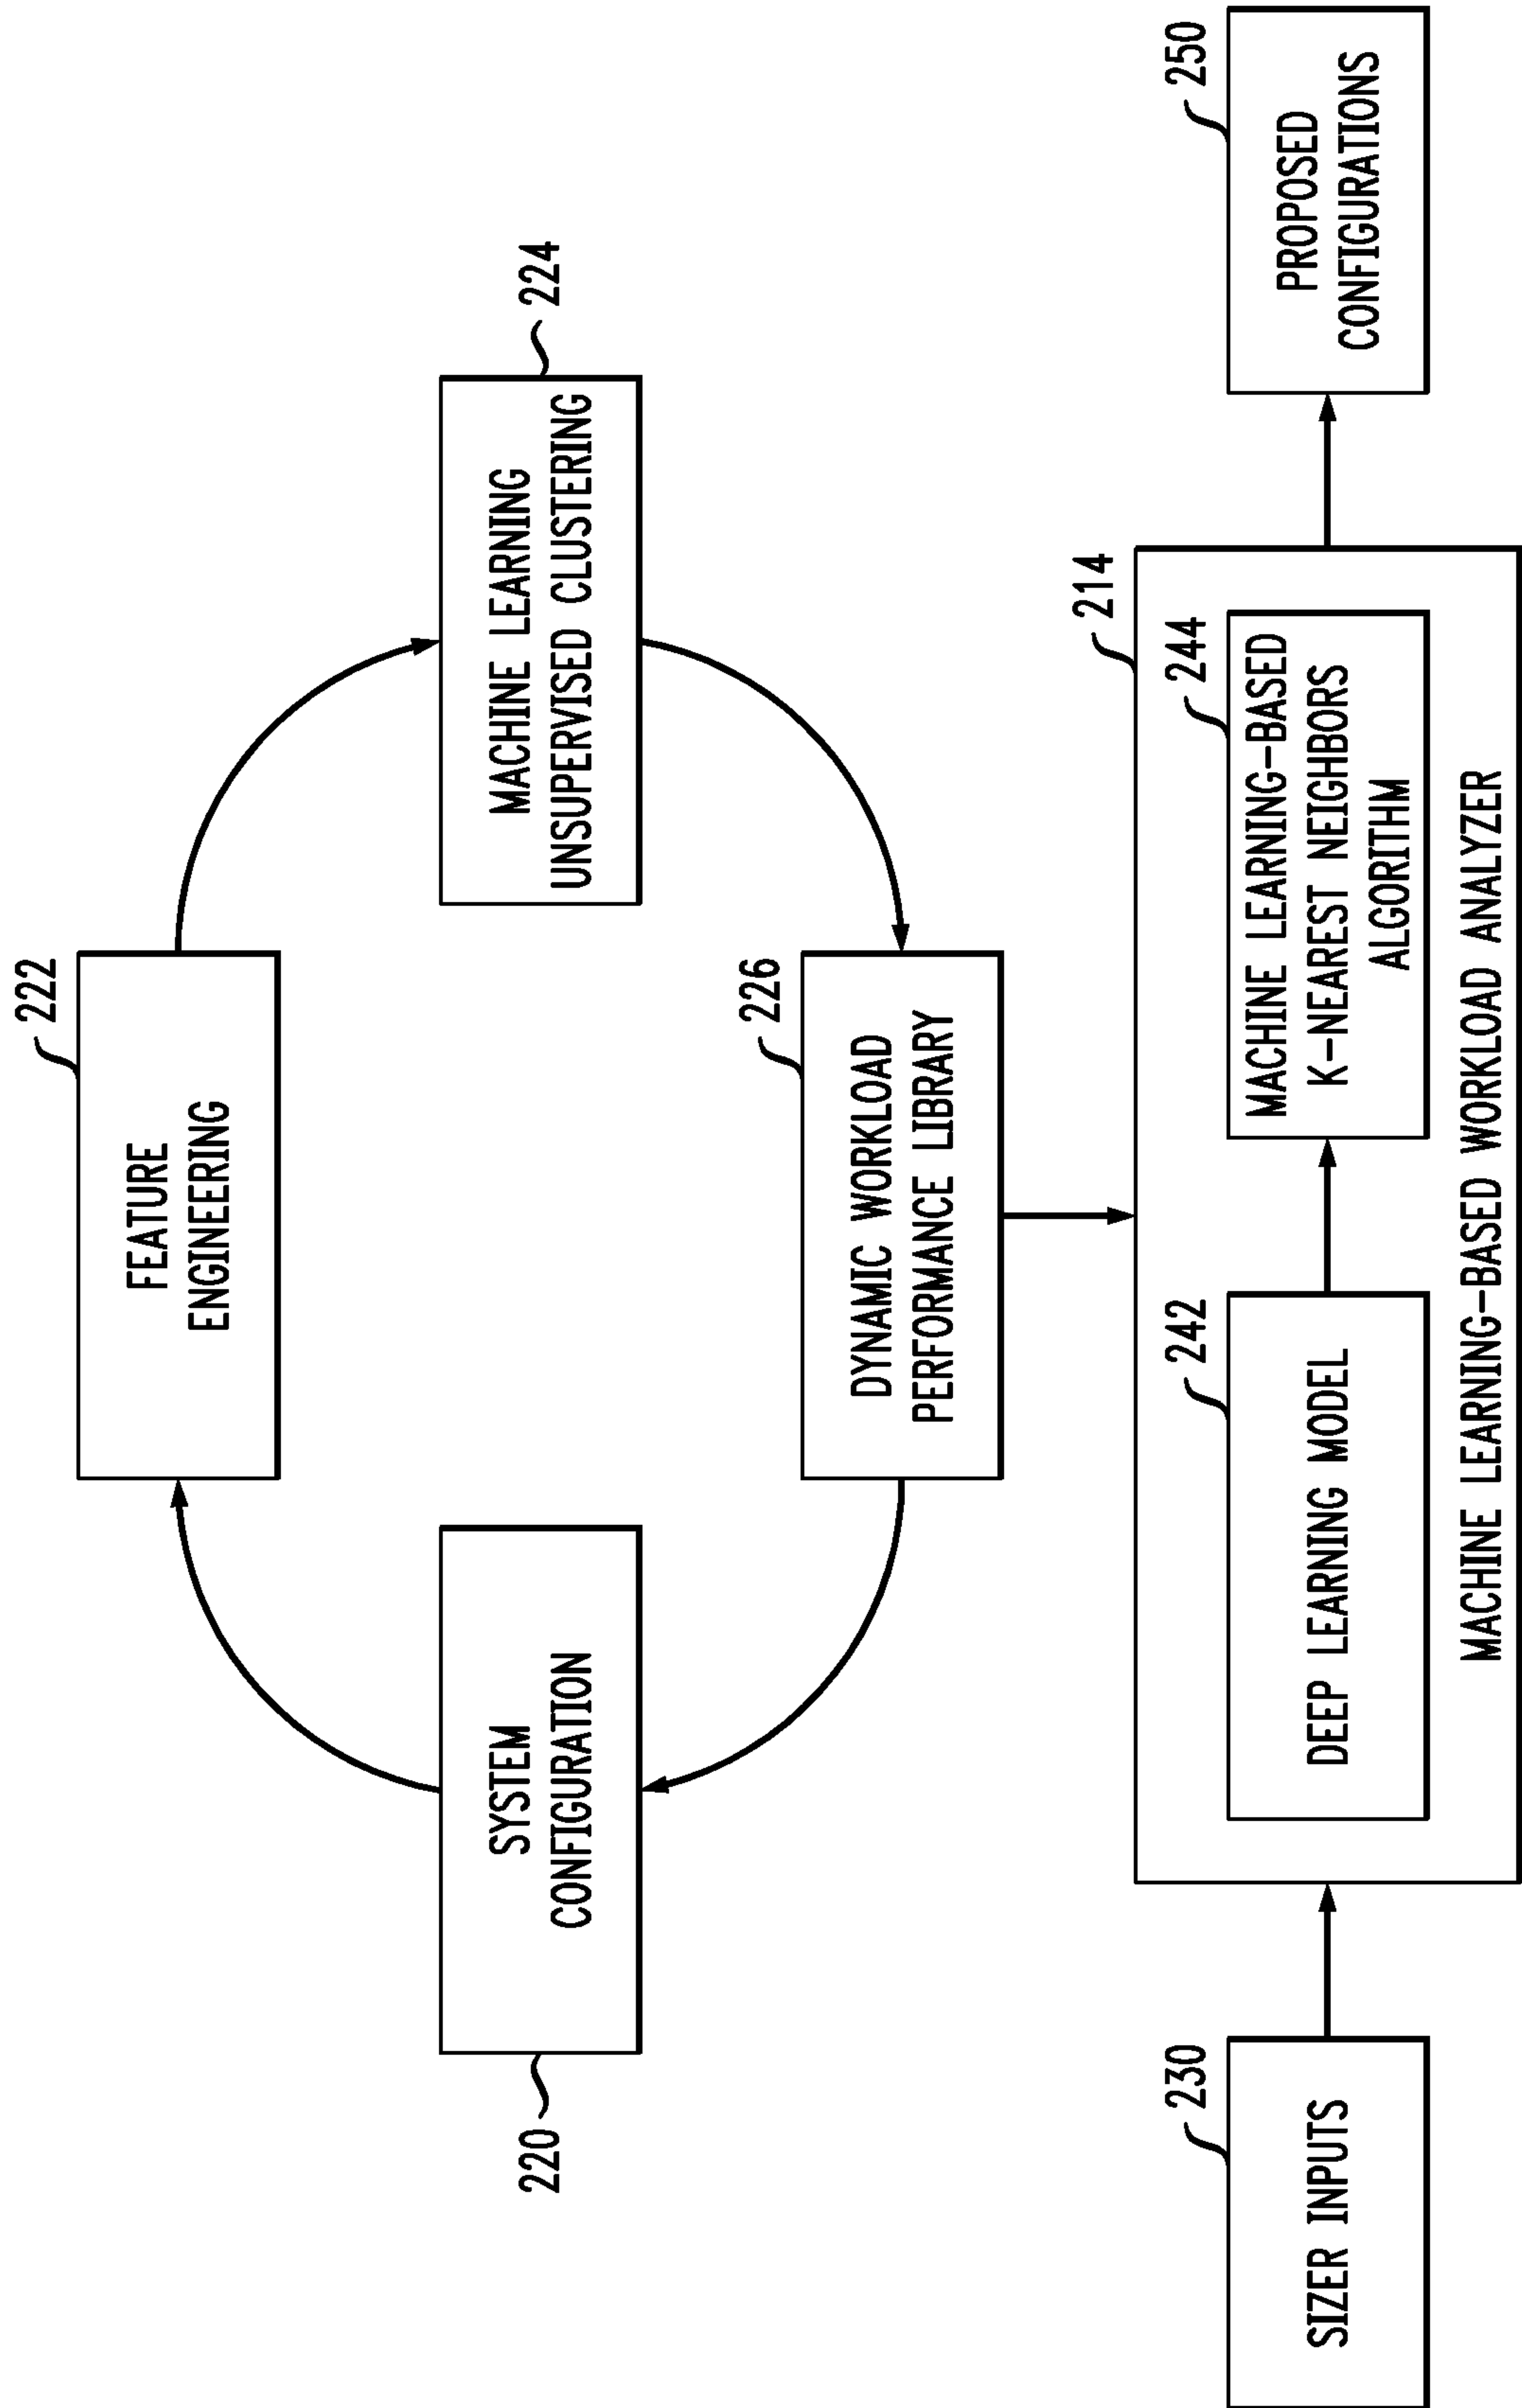 222
FEATURE
ENGINEERING
220
SYSTEM
CONFIGURATION
224
MACHINE LEARNING
UNSUPERVISED CLUSTERING
226
DYNAMIC WORKLOAD
PERFORMANCE LIBRARY
214
230
SIZER INPUTS
242
DEEP LEARNING MODEL
244
MACHINE LEARNING-BASED
K-NEAREST NEIGHBORS
ALGORITHM
MACHINE LEARNING-BASED WORKLOAD ANALYZER
250
PROPOSED
CONFIGURATIONS